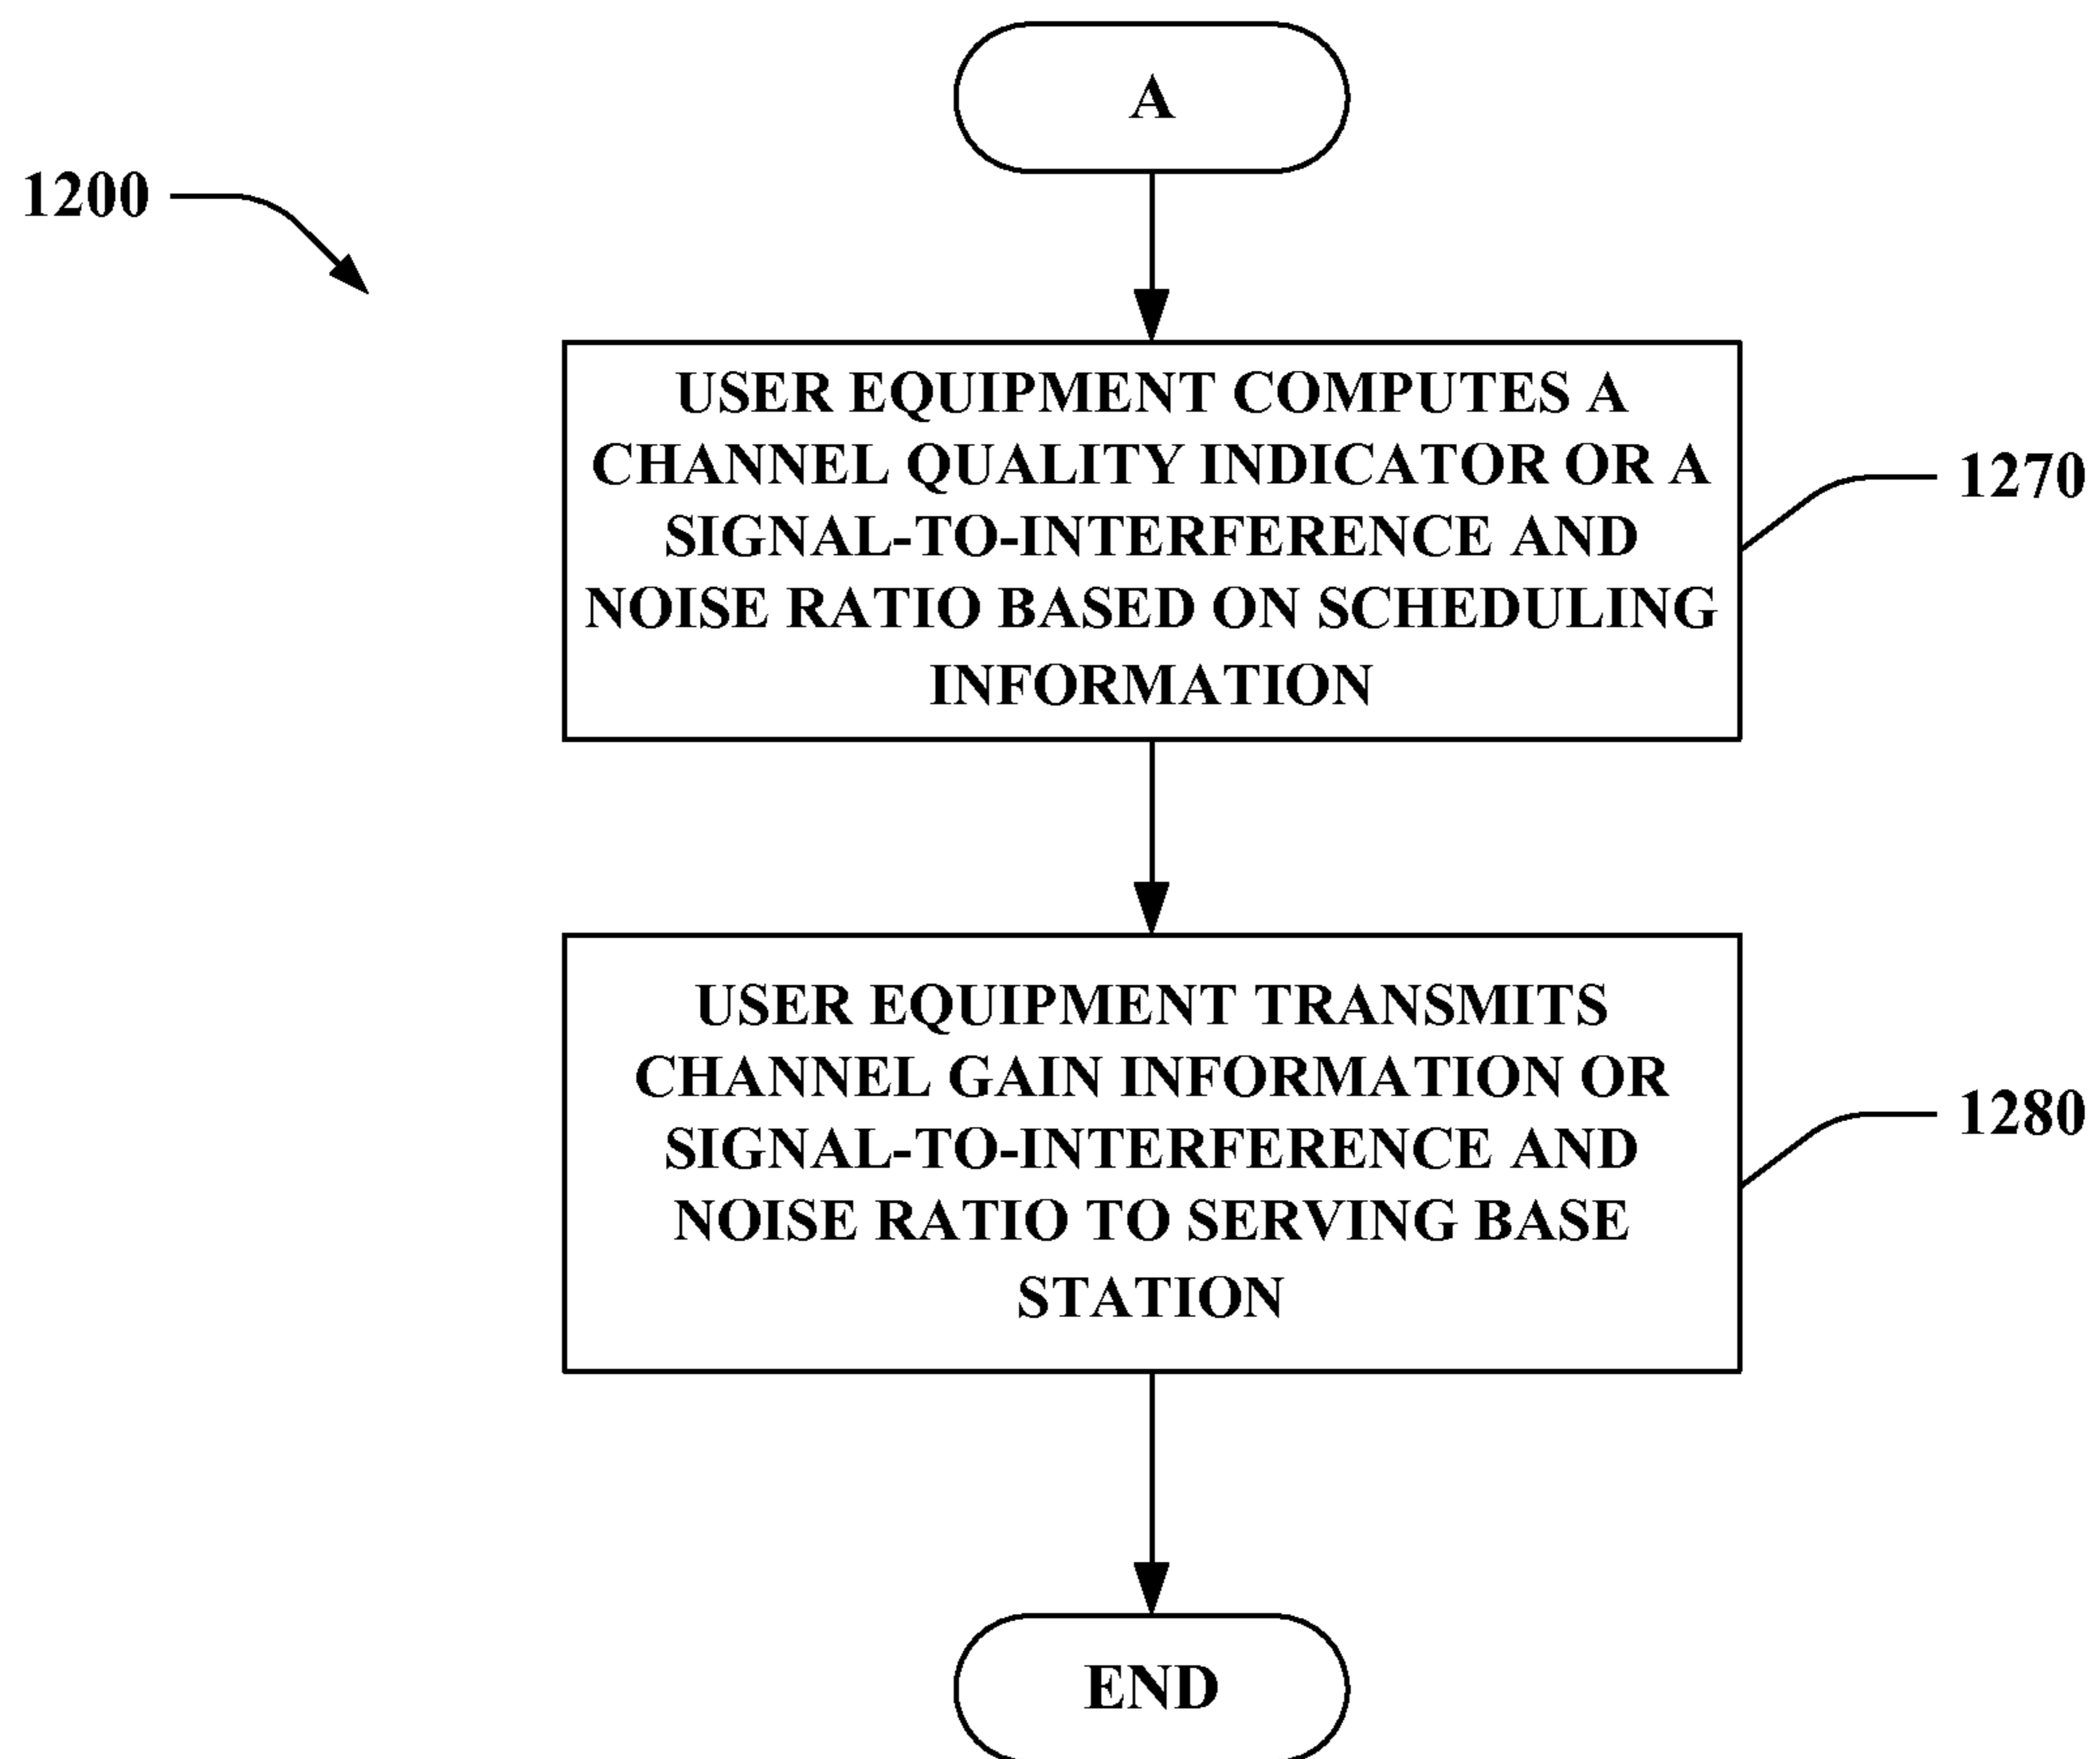 A
1200
USER EQUIPMENT COMPUTES A
CHANNEL QUALITY INDICATOR OR A
SIGNAL-TO-INTERFERENCE AND
NOISE RATIO BASED ON SCHEDULING
INFORMATION
1270
USER EQUIPMENT TRANSMITS
CHANNEL GAIN INFORMATION OR
SIGNAL-TO-INTERFERENCE AND
NOISE RATIO TO SERVING BASE
STATION
1280
END